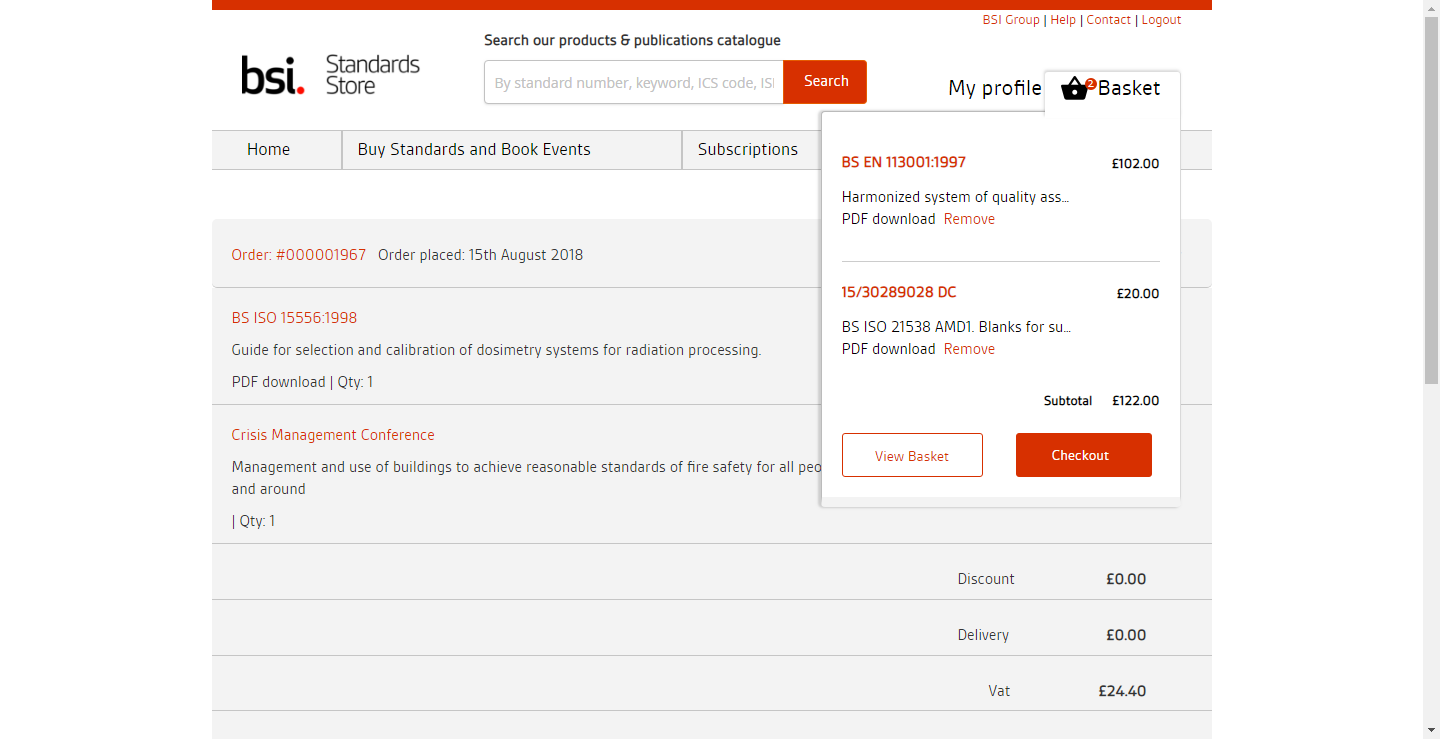 BSI Group | Help | Contact | Logout
Search our products & publications catalogue
bsi. Standards Store
By standard number, keyword, ICS code, ISI
Search
My profile
2
Basket
Home
Buy Standards and Book Events
Subscriptions
BS EN 113001:1997 £102.00
Harmonized system of quality ass...
PDF download Remove
15/30289028 DC £20.00
BS ISO 21538 AMD1. Blanks for su...
PDF download Remove
Subtotal £122.00
View Basket
Checkout
Order: #000001967 Order placed: 15th August 2018
BS ISO 15556:1998
Guide for selection and calibration of dosimetry systems for radiation processing.
PDF download | Qty: 1
Crisis Management Conference
Management and use of buildings to achieve reasonable standards of fire safety for all peo
and around
| Qty: 1
Discount £0.00
Delivery £0.00
Vat £24.40